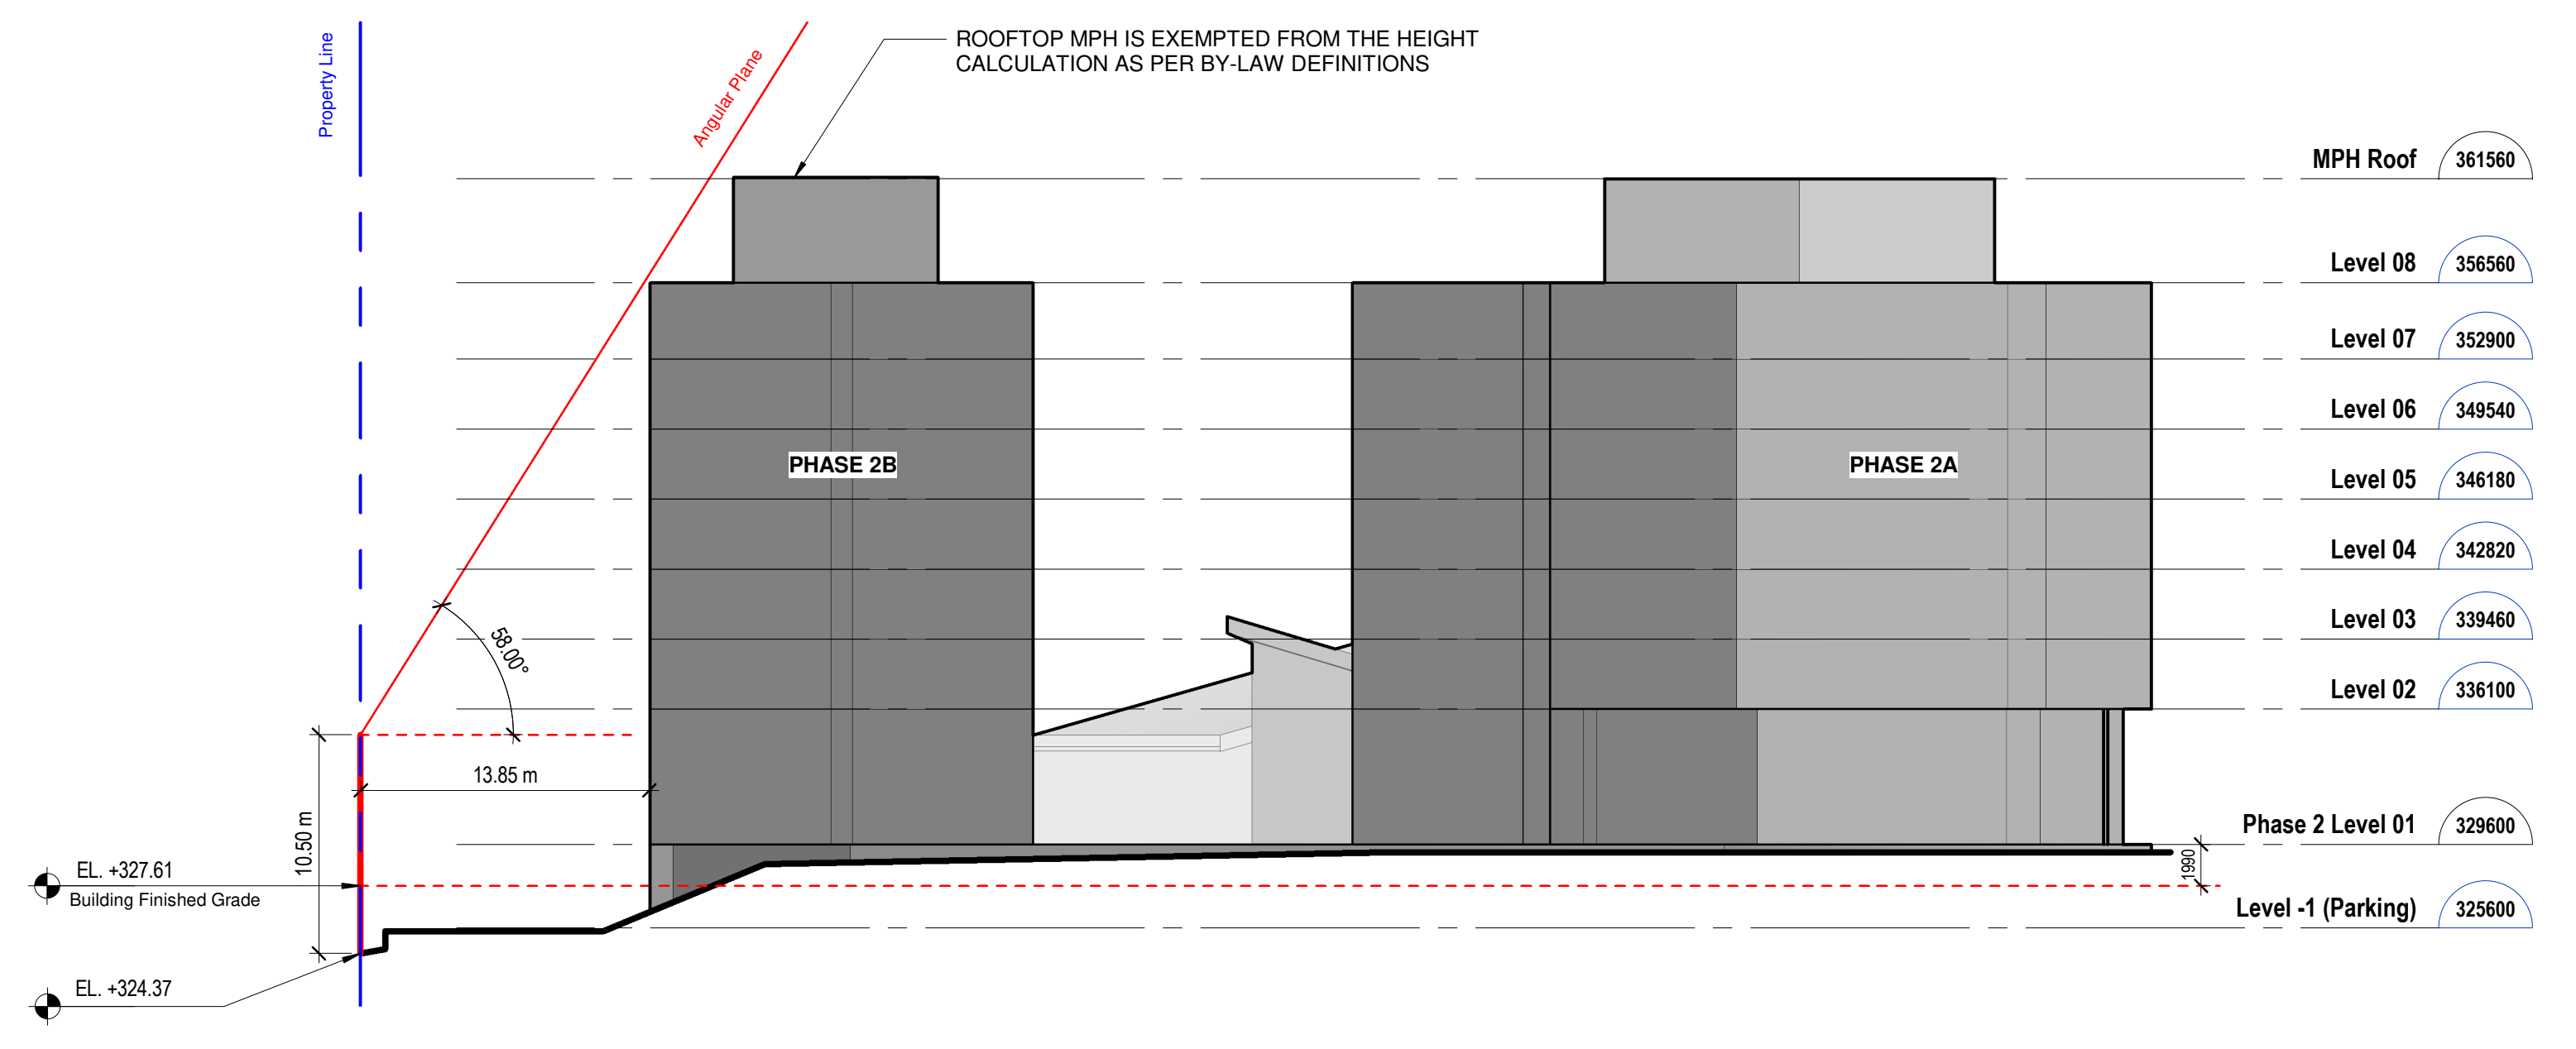 ROOFTOP MPH IS EXEMPTED FROM THE HEIGHT
CALCULATION AS PER BY-LAW DEFINITIONS
Property Line
Angular Plane
MPH Roof 361560
Level 08 356560
Level 07 352900
Level 06 349540
PHASE 2B
PHASE 2A
Level 05 346180
Level 04 342820
Level 03 339460
58.00°
Level 02 336100
13.85 m
10.50 m
Phase 2 Level 01 329600
1990
EL. +327.61
Building Finished Grade
Level -1 (Parking) 325600
EL. +324.37